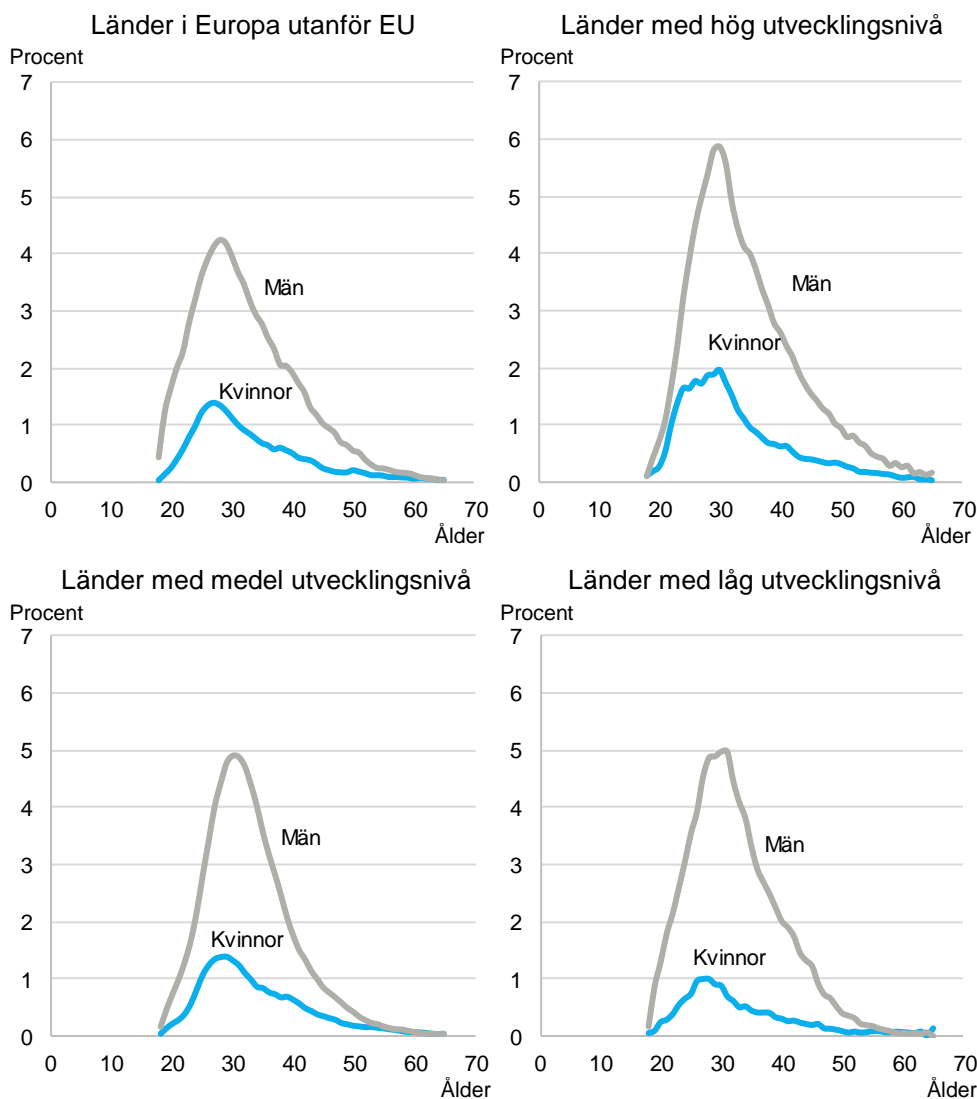 Länder i Europa utanför EU
Procent
7
6
5
4
3
2
1
0
Män
Kvinnor
0 10 20 30 40 50 60 70
Ålder
Länder med hög utvecklingsnivå
Procent
7
6
5
4
3
2
1
0
Män
Kvinnor
0 10 20 30 40 50 60 70
Ålder
Länder med medel utvecklingsnivå
Procent
7
6
5
4
3
2
1
0
Män
Kvinnor
0 10 20 30 40 50 60 70
Ålder
Länder med låg utvecklingsnivå
Procent
7
6
5
4
3
2
1
0
Män
Kvinnor
0 10 20 30 40 50 60 70
Ålder